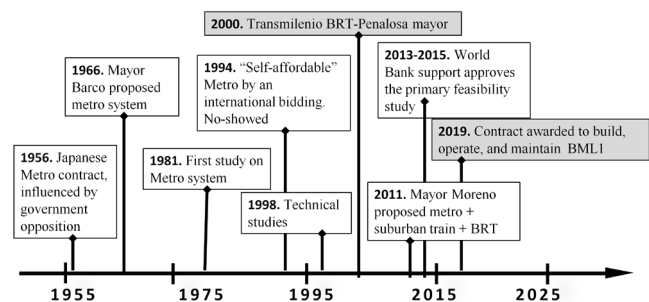 2000. Transmilenio BRT-Penalosa mayor
1966. Mayor
Barco proposed
metro system
1994. “Self-affordable”
Metro by an
international bidding.
No-showed
2013-2015. World
Bank support approves
the primary feasibility
study
2019. Contract awarded to build,
operate, and maintain BML1
1956. Japanese
Metro contract,
influenced by
government
opposition
1981. First study on
Metro system
1998. Technical
studies
2011. Mayor Moreno
proposed metro +
suburban train + BRT
1955
1975
1995
2015
2025